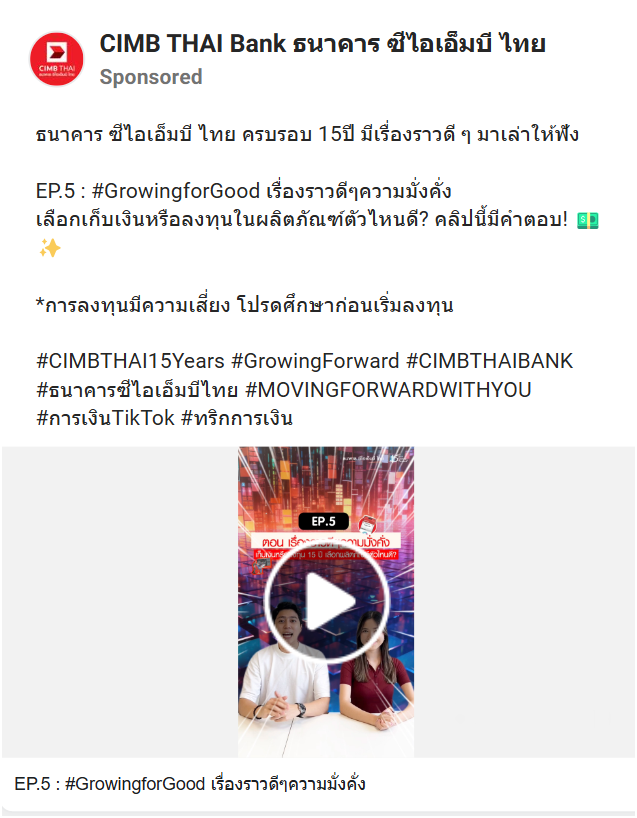 CIMB THAI Bank ธนาคาร ซีไอเอ็มบี ไทย
Sponsored
CIMB THAI
ธนาคาร ซีไอเอ็มบี ไทย ครบรอบ 15ปี มีเรื่องราวดี ๆ มาเล่าให้ฟัง
EP.5 : #GrowingforGood เรื่องราวดีๆความมั่งคั่ง
เลือกเก็บเงินหรือลงทุนในผลิตภัณฑ์ตัวไหนดี? คลิปนี้มีคำตอบ! 💵
✨
*การลงทุนมีความเสี่ยง โปรดศึกษาก่อนเริ่มลงทุน
#CIMBTHAI15Years #GrowingForward #CIMBTHAIBANK
#ธนาคารซีไอเอ็มบีไทย #MOVINGFORWARDWITHYOU
#การเงินTikTok #ทริกการเงิน
EP.5
ตอน ความมั่งคั่ง
15 ปี
EP.5 : #GrowingforGood เรื่องราวดีๆความมั่งคั่ง